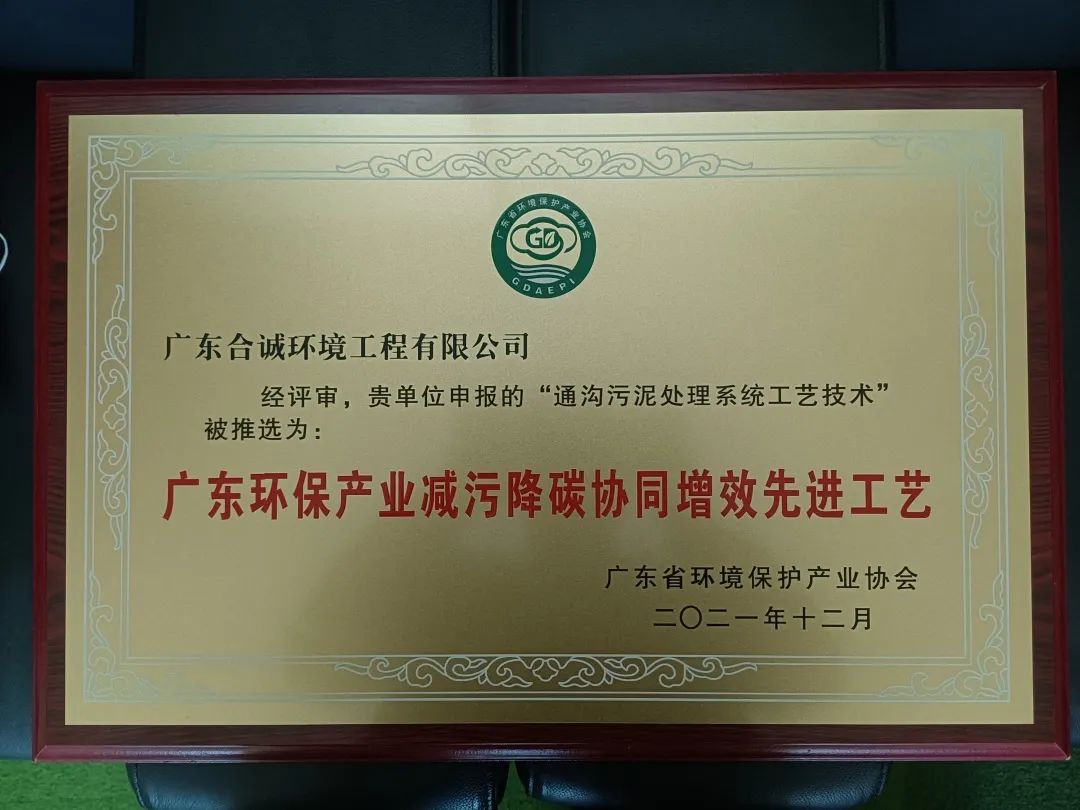 广东省环境保护产业协会
GD
GDAEPI
广东合诚环境工程有限公司
经评审，贵单位申报的“通沟污泥处理系统工艺技术”
被推选为：
广东环保产业减污降碳协同增效先进工艺
广东省环境保护产业协会
二〇二一年十二月